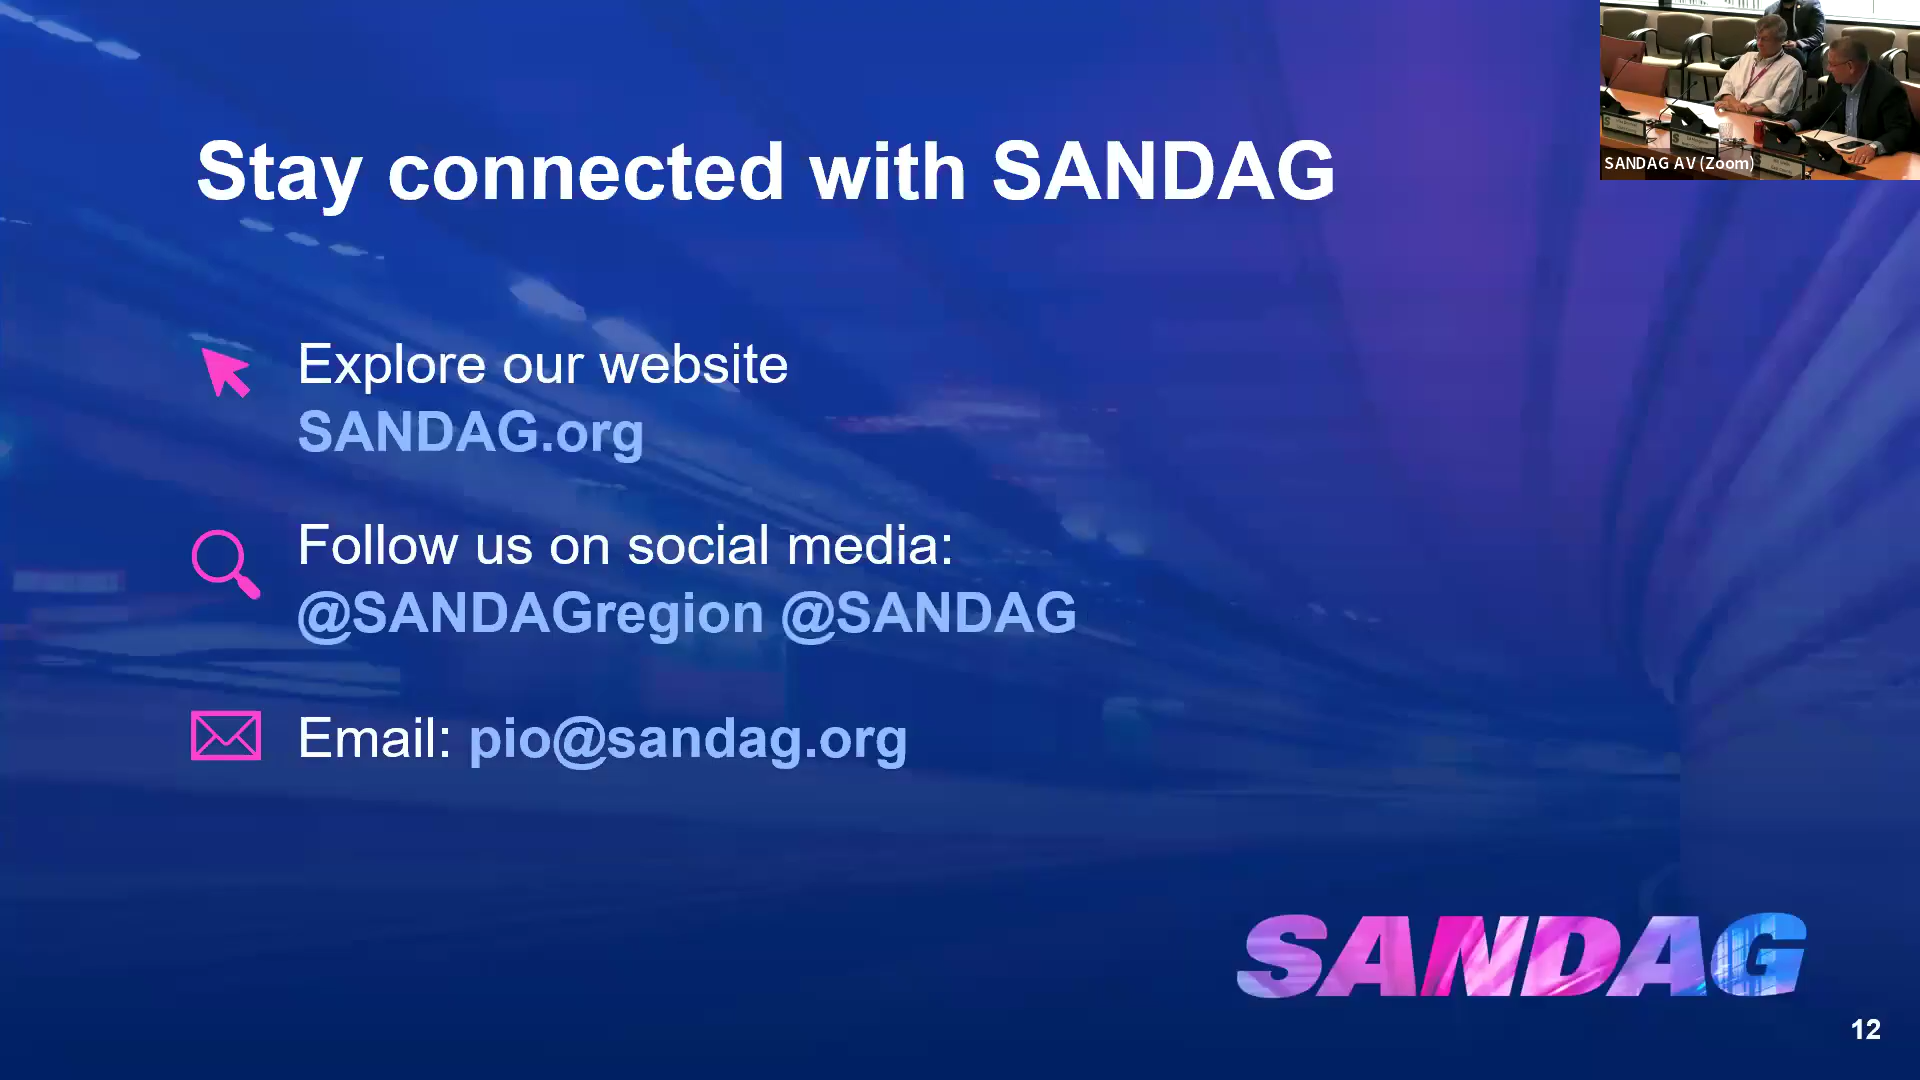 Stay connected with SANDAG
SANDAG AV (Zoom)
Explore our website
SANDAG.org
Follow us on social media:
@SANDAGregion @SANDAG
Email: pio@sandag.org
SANDAG
12